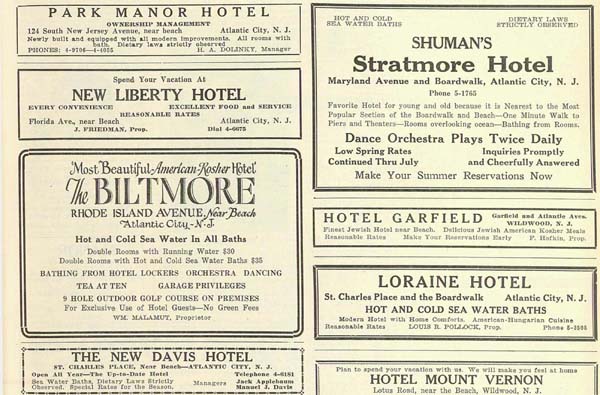 PARK MANOR HOTEL
OWNERSHIP MANAGEMENT
124 South New Jersey Avenue, near beach Atlantic City, N. J.
Newly built and equipped with all modern improvements. All rooms with
bath. Dietary laws strictly observed
PHONES: 4-9706—4-4055 H. A. DOLINKY, Manager
Spend Your Vacation At
NEW LIBERTY HOTEL
EVERY CONVENIENCE EXCELLENT FOOD and SERVICE
REASONABLE RATES
Florida Ave., near Beach Atlantic City, N. J.
J. FRIEDMAN, Prop. Dial 4-6675
"Most Beautiful American-Kosher Hotel"
The BILTMORE
RHODE ISLAND AVENUE, Near Beach
Atlantic City - N-J.
Hot and Cold Sea Water In All Baths
Double Rooms with Running Water $30
Double Rooms with Hot and Cold Sea Water Baths $35
BATHING FROM HOTEL LOCKERS ORCHESTRA DANCING
TEA AT TEN GARAGE PRIVILEGES
9 HOLE OUTDOOR GOLF COURSE ON PREMISES
For Exclusive Use of Hotel Guests—No Green Fees
WM. MALAMUT, Proprietor
THE NEW DAVIS HOTEL
ST. CHARLES PLACE, Near Beach—ATLANTIC CITY, N. J.
Open All Year—The Up-to-Date Hotel Telephone 4-6181
Sea Water Baths, Dietary Laws Strictly Managers Jack Applebaum
Observed. Special Rates for the Season. Manuel J. Davis
HOT AND COLD DIETARY LAWS
SEA WATER BATHS STRICTLY OBSERVED
SHUMAN'S
Stratmore Hotel
Maryland Avenue and Boardwalk, Atlantic City, N. J.
Phone 5-1765
Favorite Hotel for young and old because it is Nearest to the Most
Popular Section of the Boardwalk and Beach—One Minute Walk to
Piers and Theaters—Rooms overlooking ocean—Bathing from Rooms.
Dance Orchestra Plays Twice Daily
Low Spring Rates Inquiries Promptly
Continued Thru July and Cheerfully Answered
Make Your Summer Reservations Now
HOTEL GARFIELD Garfield and Atlantic Aves.
WILDWOOD, N. J.
Finest Jewish Hotel near Beach. Delicious Jewish American Kosher Meals
Reasonable Rates Make Your Reservations Early P. Hofkin, Prop.
LORAINE HOTEL
St. Charles Place and the Boardwalk Atlantic City, N. J.
HOT AND COLD SEA WATER BATHS
Modern Hotel with Home Comforts. American-Hungarian Cuisine
Reasonable Rates LOUIS R. POLLOCK, Prop. Phone
Plan to spend your vacation with us. We will make you feel at home
HOTEL MOUNT VERNON
Lotus Road, near the Beach, Wildwood, N. J.